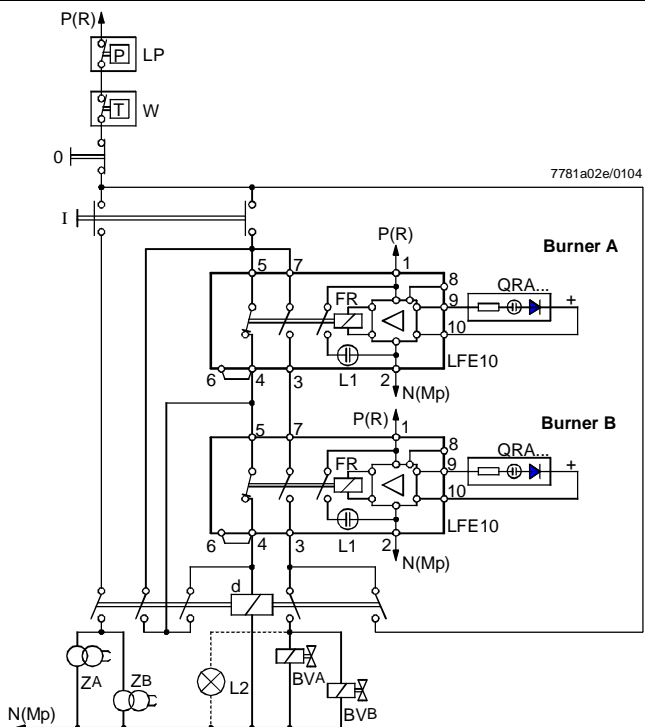 P(R)
P LP
T W
0
7781a02e/0104
I
P(R)
Burner A
5 7 1
8
QRA...
FR 9 +
10
LFE10
L1
6 4 3 2
N(Mp)
P(R)
Burner B
5 7 1
8
QRA...
FR 9 +
10
LFE10
L1
6 4 3 2
N(Mp)
d
ZA ZB L2 BVA
BVB
N(Mp)